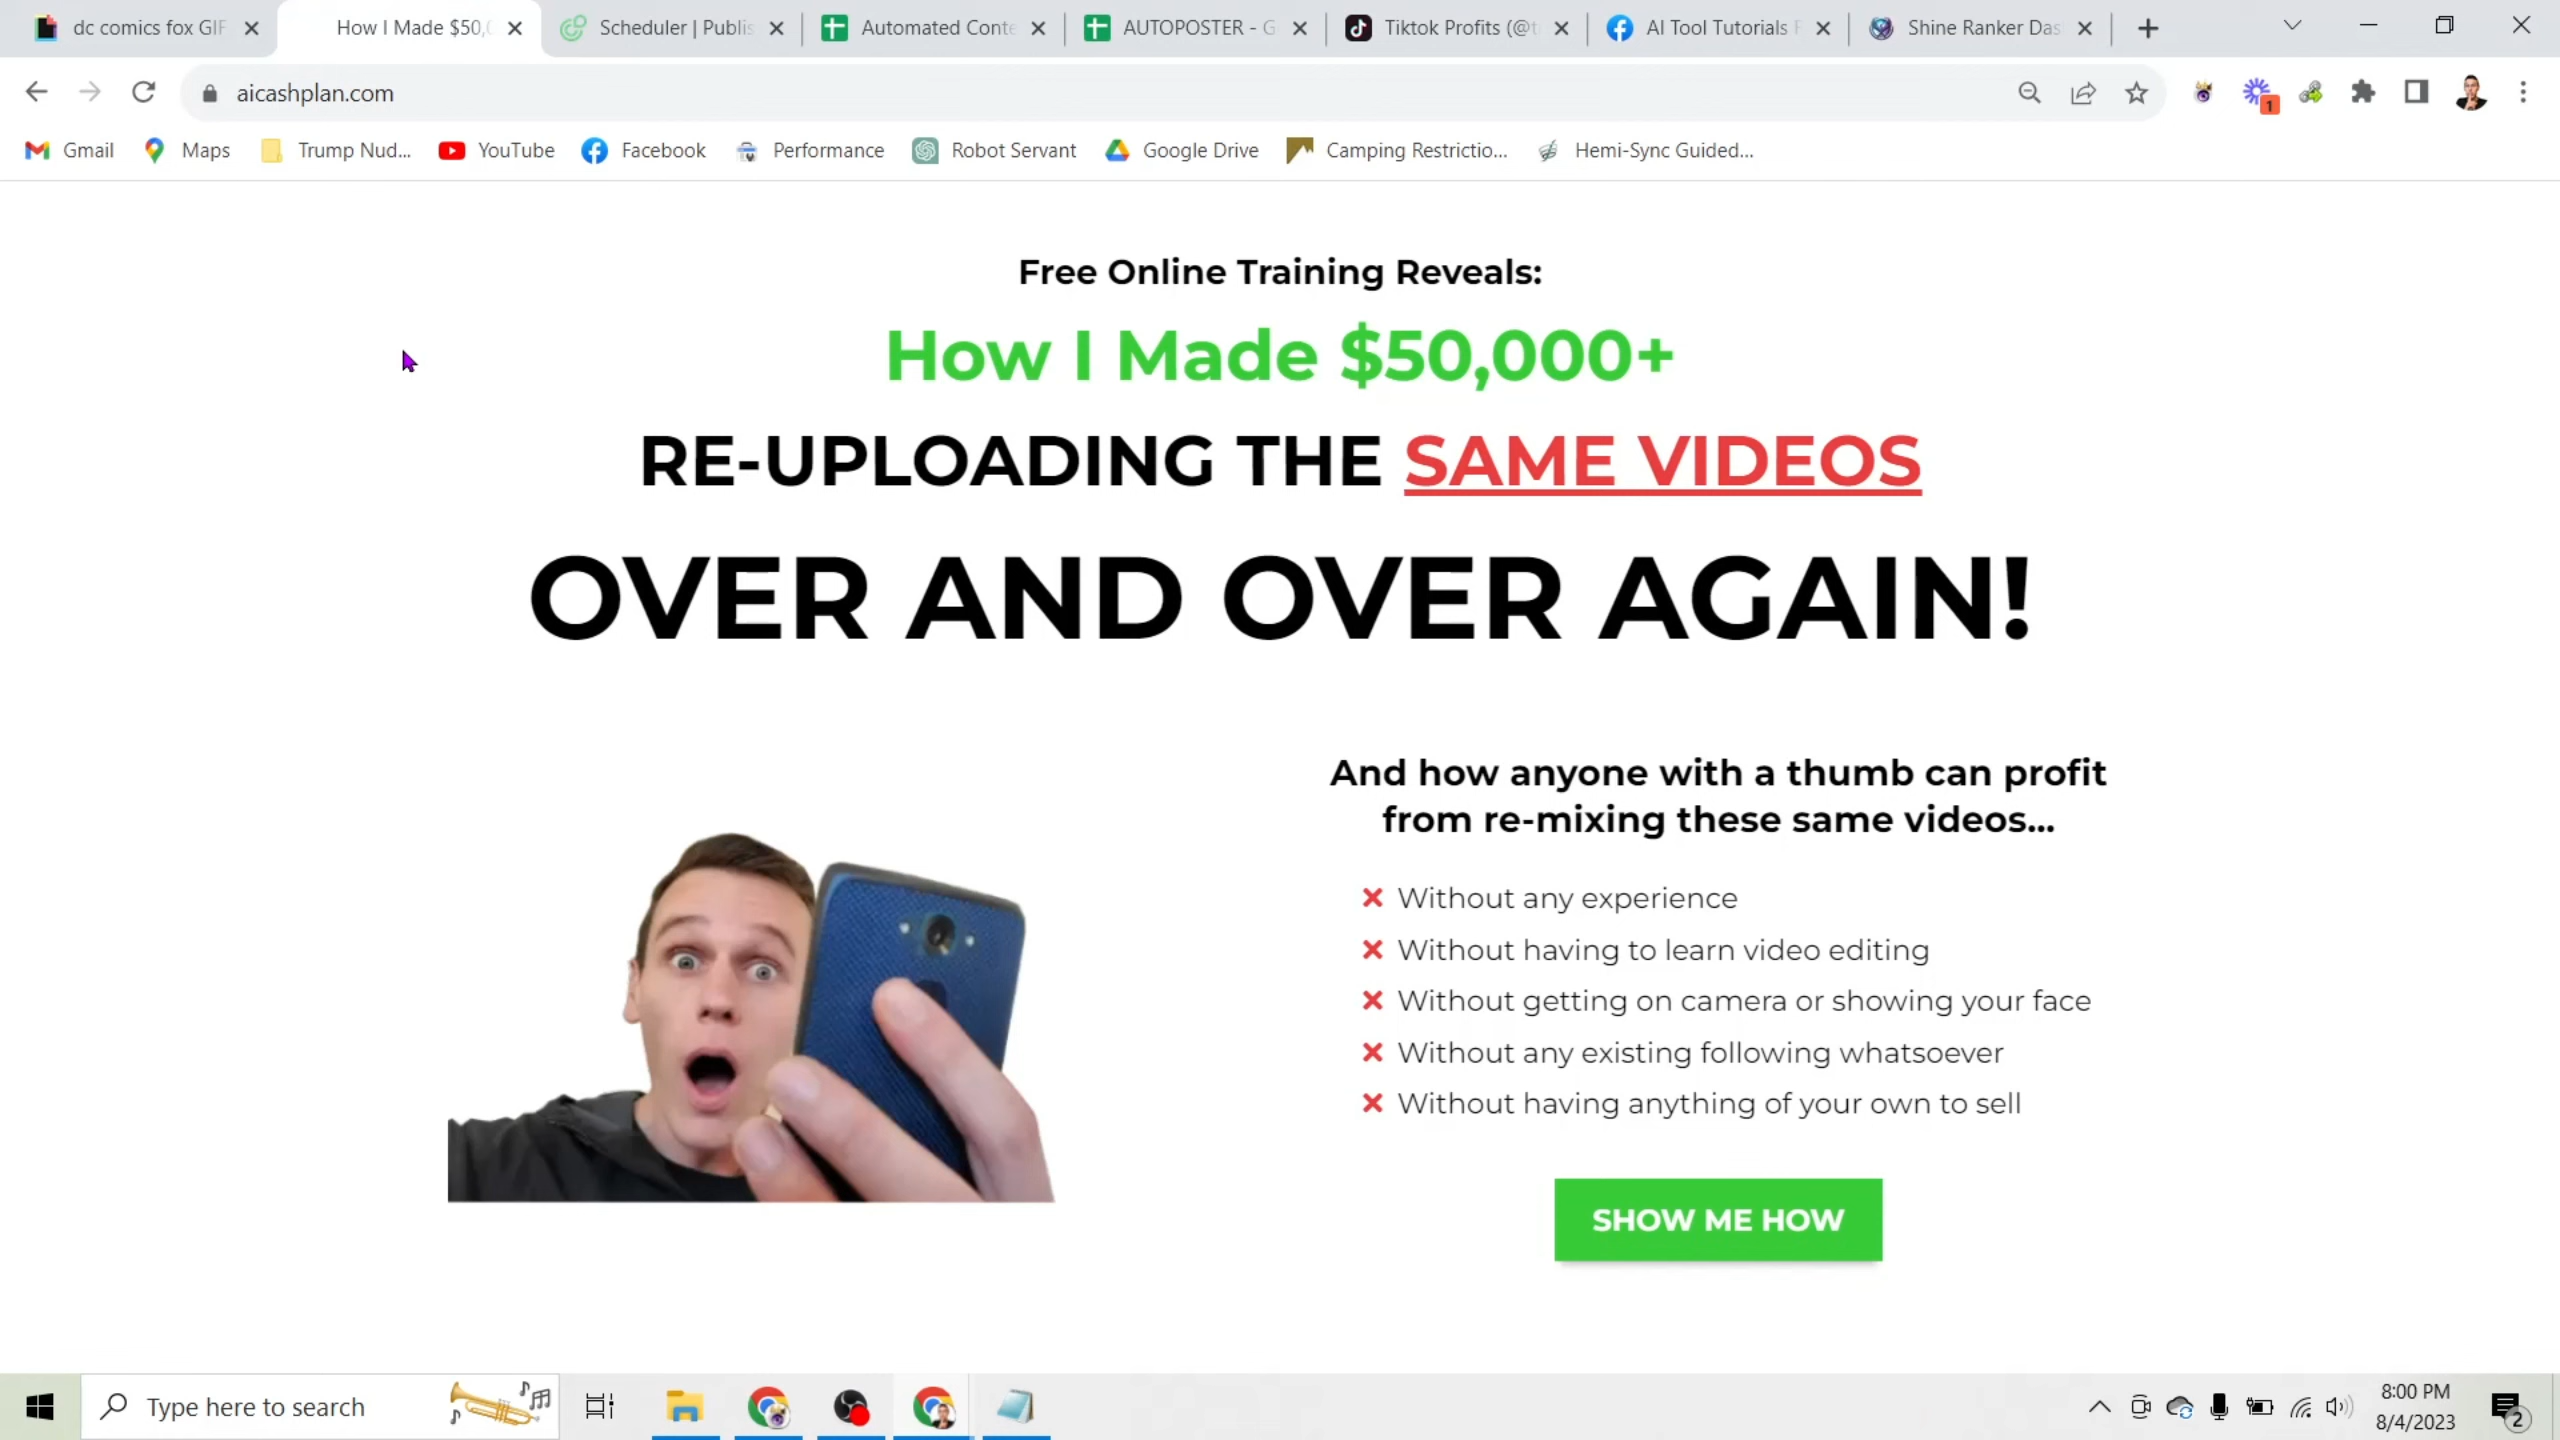 dc comics fox GIF
How I Made $50,0
Scheduler | Publis
Automated Conte
AUTOPOSTER - G
Tiktok Profits (@t
AI Tool Tutorials
Shine Ranker Das
aicashplan.com
1
Gmail
Maps
Trump Nud...
YouTube
Facebook
Performance
Robot Servant
Google Drive
Camping Restrictio...
Hemi-Sync Guided...
Free Online Training Reveals:
How I Made $50,000+
RE-UPLOADING THE SAME VIDEOS
OVER AND OVER AGAIN!
And how anyone with a thumb can profit
from re-mixing these same videos...
Without any experience
Without having to learn video editing
Without getting on camera or showing your face
Without any existing following whatsoever
Without having anything of your own to sell
SHOW ME HOW
Type here to search
8:00 PM
8/4/2023
2